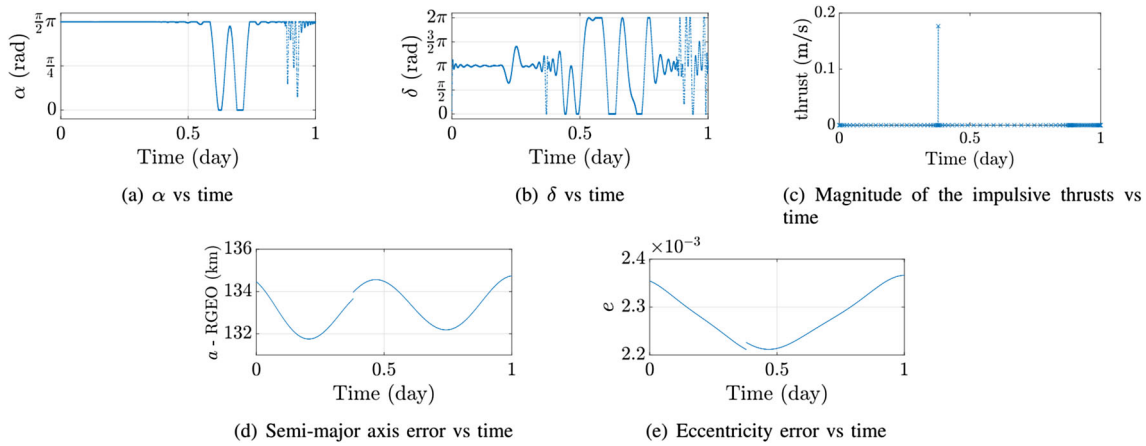 π/2
π/4
0
α (rad)
0
0.5
1
Time (day)
(a) α vs time
2π
3/2 π
π
π/2
0
δ (rad)
0
0.5
1
Time (day)
(b) δ vs time
0.2
0.1
0
thrust (m/s)
0
0.5
1
Time (day)
(c) Magnitude of the impulsive thrusts vs
time
136
134
132
a - RGEO (km)
0
0.5
1
Time (day)
(d) Semi-major axis error vs time
×10⁻³
2.4
2.3
2.2
e
0
0.5
1
Time (day)
(e) Eccentricity error vs time